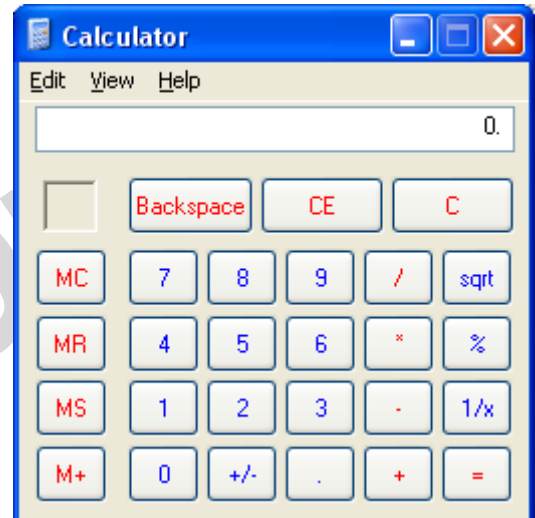 Calculator
Edit View Help
0.
Backspace CE C
MC 7 8 9 / sqrt
MR 4 5 6 * %
MS 1 2 3 - 1/x
M+ 0 +/- . + =